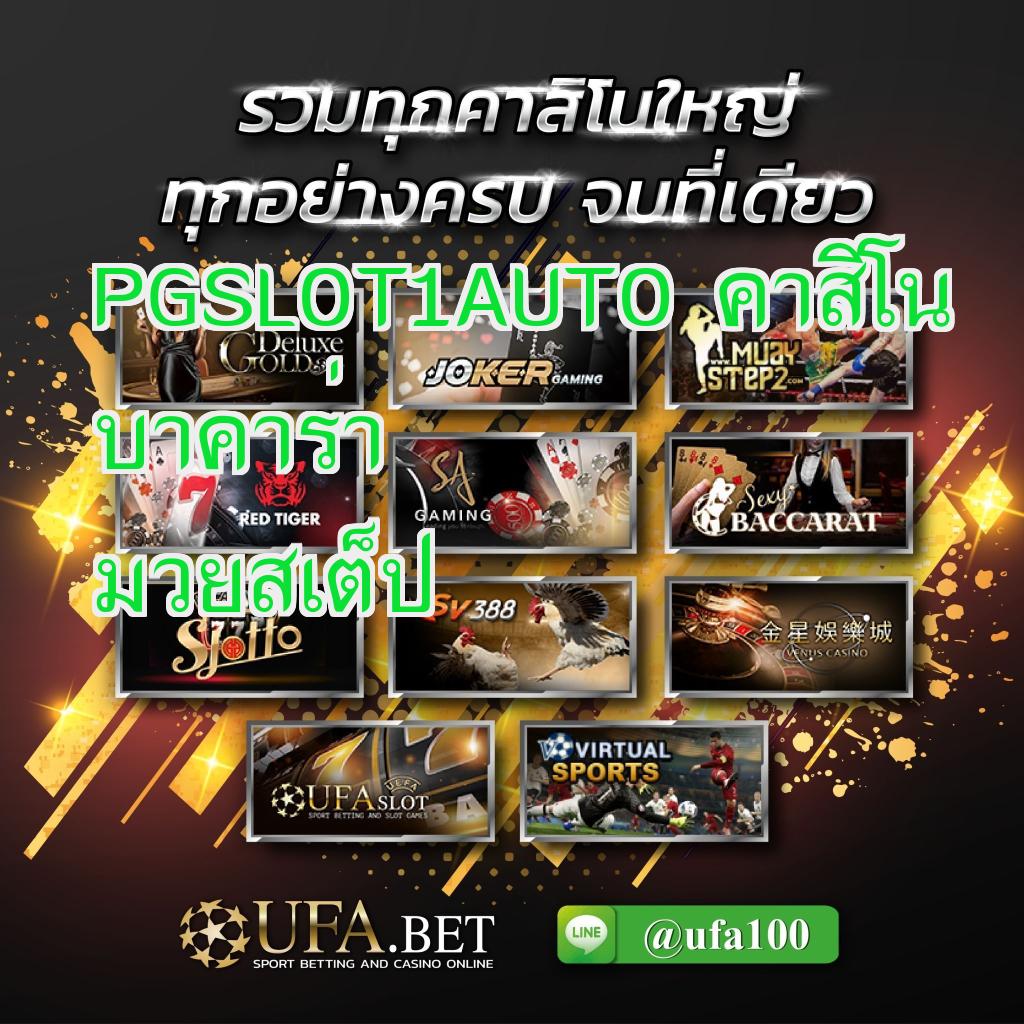 รวมทุกคาสิโนใหญ่
ทุกอย่างครบ จบที่เดียว
PGSLOT1AUTO คาสิโน
Deluxe
GOLD
JOKER GAMING
WWW.MUAY
STEP2.COM
บาคาร่า
7
RED TIGER
SA
GAMING
Sexy
BACCARAT
มวยสเต็ป
Slotto
SV388
金星娛樂城
VENUS CASINO
UFA SLOT
SPORT BETTING AND SLOT GAMES
VIRTUAL
SPORTS
UFA.BET
SPORT BETTING AND CASINO ONLINE
LINE
@ufa100